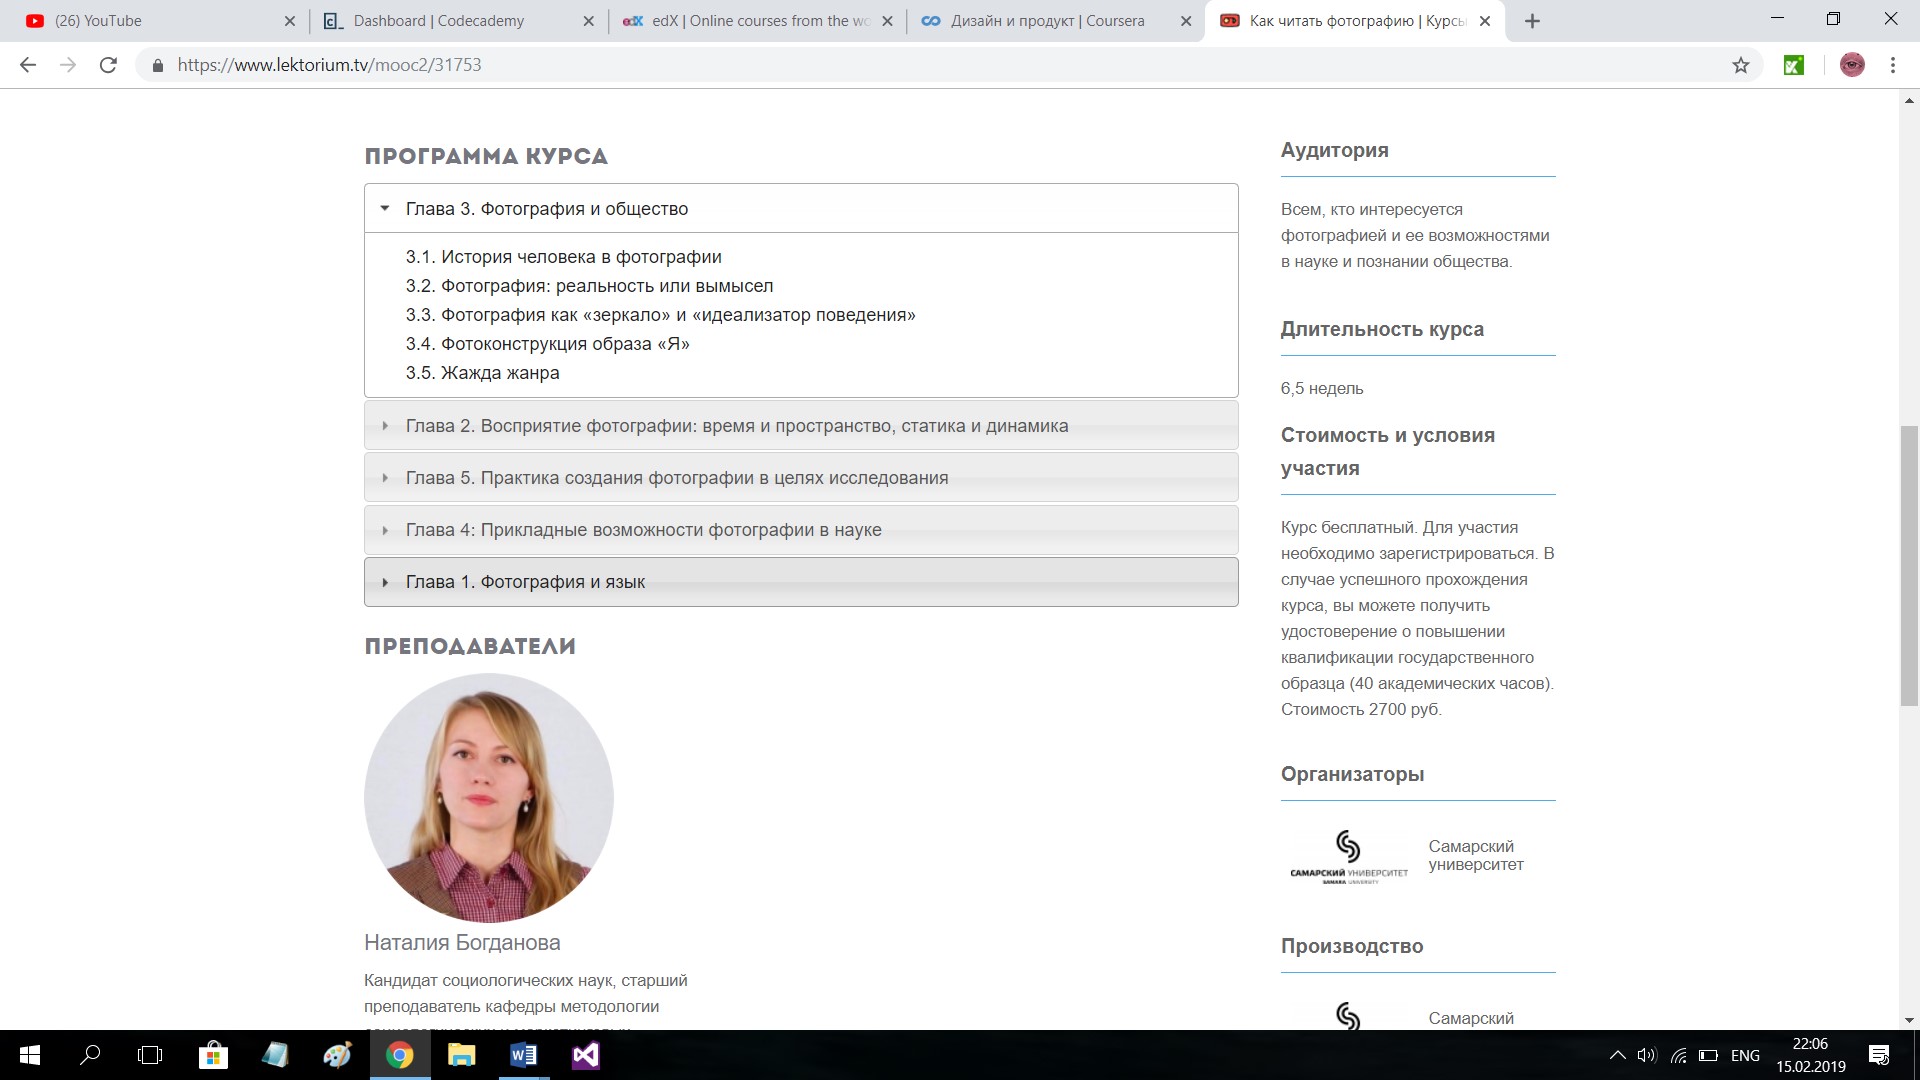 (26) YouTube
Dashboard | Codecademy
edX | Online courses from the wo
Дизайн и продукт | Coursera
Как читать фотографию | Курсы
https://www.lektorium.tv/mooc2/31753
ПРОГРАММА КУРСА
Глава 3. Фотография и общество
3.1. История человека в фотографии
3.2. Фотография: реальность или вымысел
3.3. Фотография как «зеркало» и «идеализатор поведения»
3.4. Фотоконструкция образа «Я»
3.5. Жажда жанра
Глава 2. Восприятие фотографии: время и пространство, статика и динамика
Глава 5. Практика создания фотографии в целях исследования
Глава 4: Прикладные возможности фотографии в науке
Глава 1. Фотография и язык
ПРЕПОДАВАТЕЛИ
Наталия Богданова
Кандидат социологических наук, старший
преподаватель кафедры методологии
Аудитория
Всем, кто интересуется
фотографией и ее возможностями
в науке и познании общества.
Длительность курса
6,5 недель
Стоимость и условия
участия
Курс бесплатный. Для участия
необходимо зарегистрироваться. В
случае успешного прохождения
курса, вы можете получить
удостоверение о повышении
квалификации государственного
образца (40 академических часов).
Стоимость 2700 руб.
Организаторы
САМАРСКИЙ УНИВЕРСИТЕТ
SAMARA UNIVERSITY
Самарский
университет
Производство
Самарский
ENG
22:06
15.02.2019